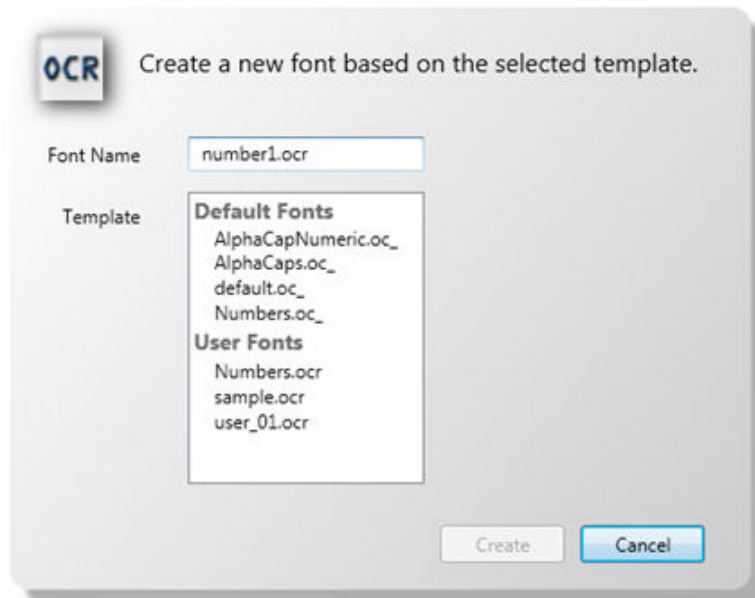 OCR
Create a new font based on the selected template.
Font Name
number1.ocr
Template
Default Fonts
AlphaCapNumeric.oc_
AlphaCaps.oc_
default.oc_
Numbers.oc_
User Fonts
Numbers.ocr
sample.ocr
user_01.ocr
Create
Cancel